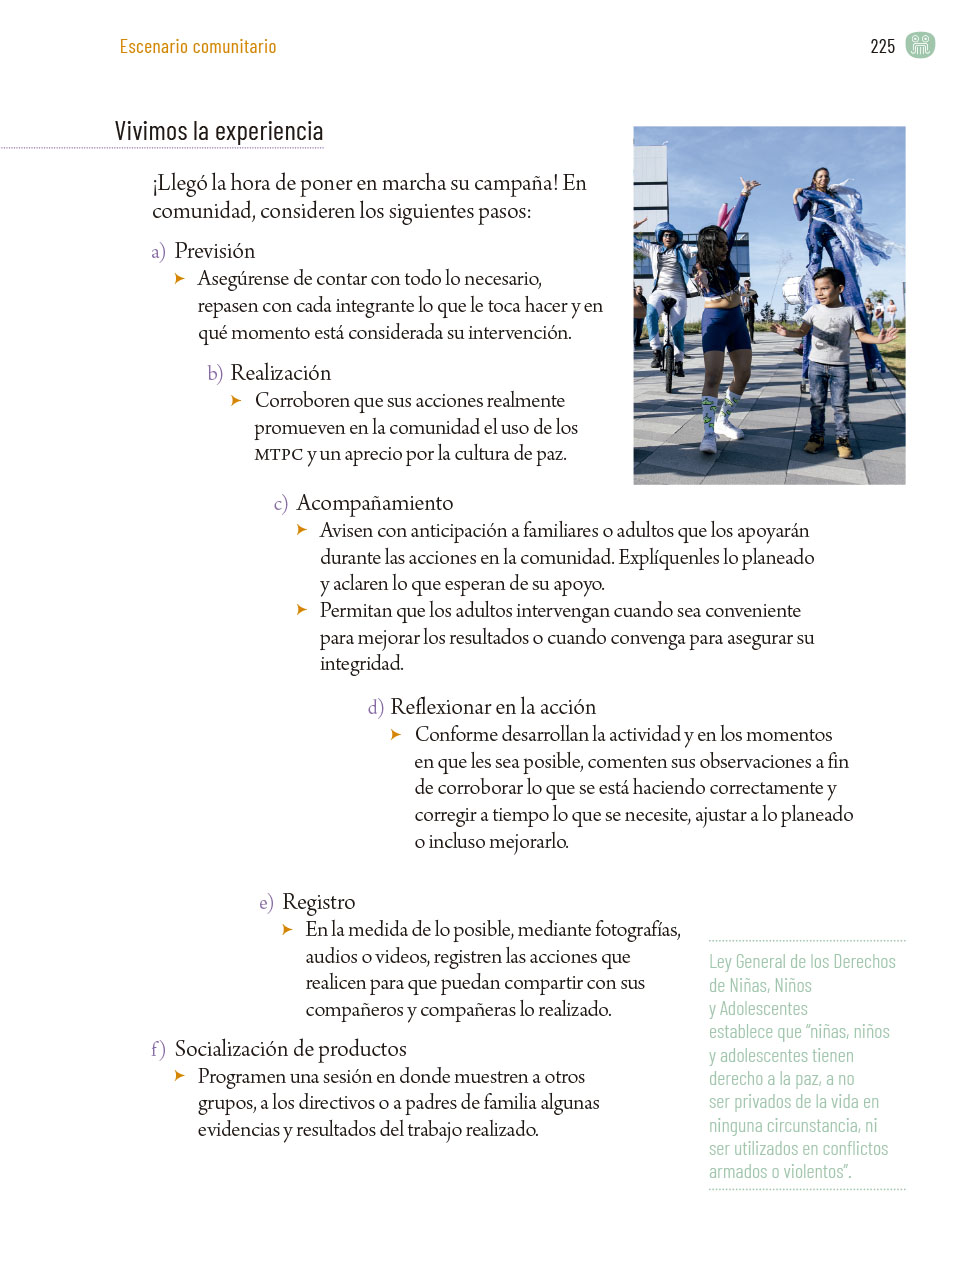 Escenario comunitario
225
Vivimos la experiencia
¡Llegó la hora de poner en marcha su campaña! En
comunidad, consideren los siguientes pasos:
a) Previsión
➤ Asegúrense de contar con todo lo necesario,
repasen con cada integrante lo que le toca hacer y en
qué momento está considerada su intervención.
b) Realización
➤ Corroboren que sus acciones realmente
promueven en la comunidad el uso de los
MTPC y un aprecio por la cultura de paz.
c) Acompañamiento
➤ Avisen con anticipación a familiares o adultos que los apoyarán
durante las acciones en la comunidad. Explíquenles lo planeado
y aclaren lo que esperan de su apoyo.
➤ Permitan que los adultos intervengan cuando sea conveniente
para mejorar los resultados o cuando convenga para asegurar su
integridad.
d) Reflexionar en la acción
➤ Conforme desarrollan la actividad y en los momentos
en que les sea posible, comenten sus observaciones a fin
de corroborar lo que se está haciendo correctamente y
corregir a tiempo lo que se necesite, ajustar a lo planeado
o incluso mejorarlo.
e) Registro
➤ En la medida de lo posible, mediante fotografías,
audios o videos, registren las acciones que
realicen para que puedan compartir con sus
compañeros y compañeras lo realizado.
f) Socialización de productos
➤ Programen una sesión en donde muestren a otros
grupos, a los directivos o a padres de familia algunas
evidencias y resultados del trabajo realizado.
Ley General de los Derechos
de Niñas, Niños
y Adolescentes
establece que “niñas, niños
y adolescentes tienen
derecho a la paz, a no
ser privados de la vida en
ninguna circunstancia, ni
ser utilizados en conflictos
armados o violentos”.